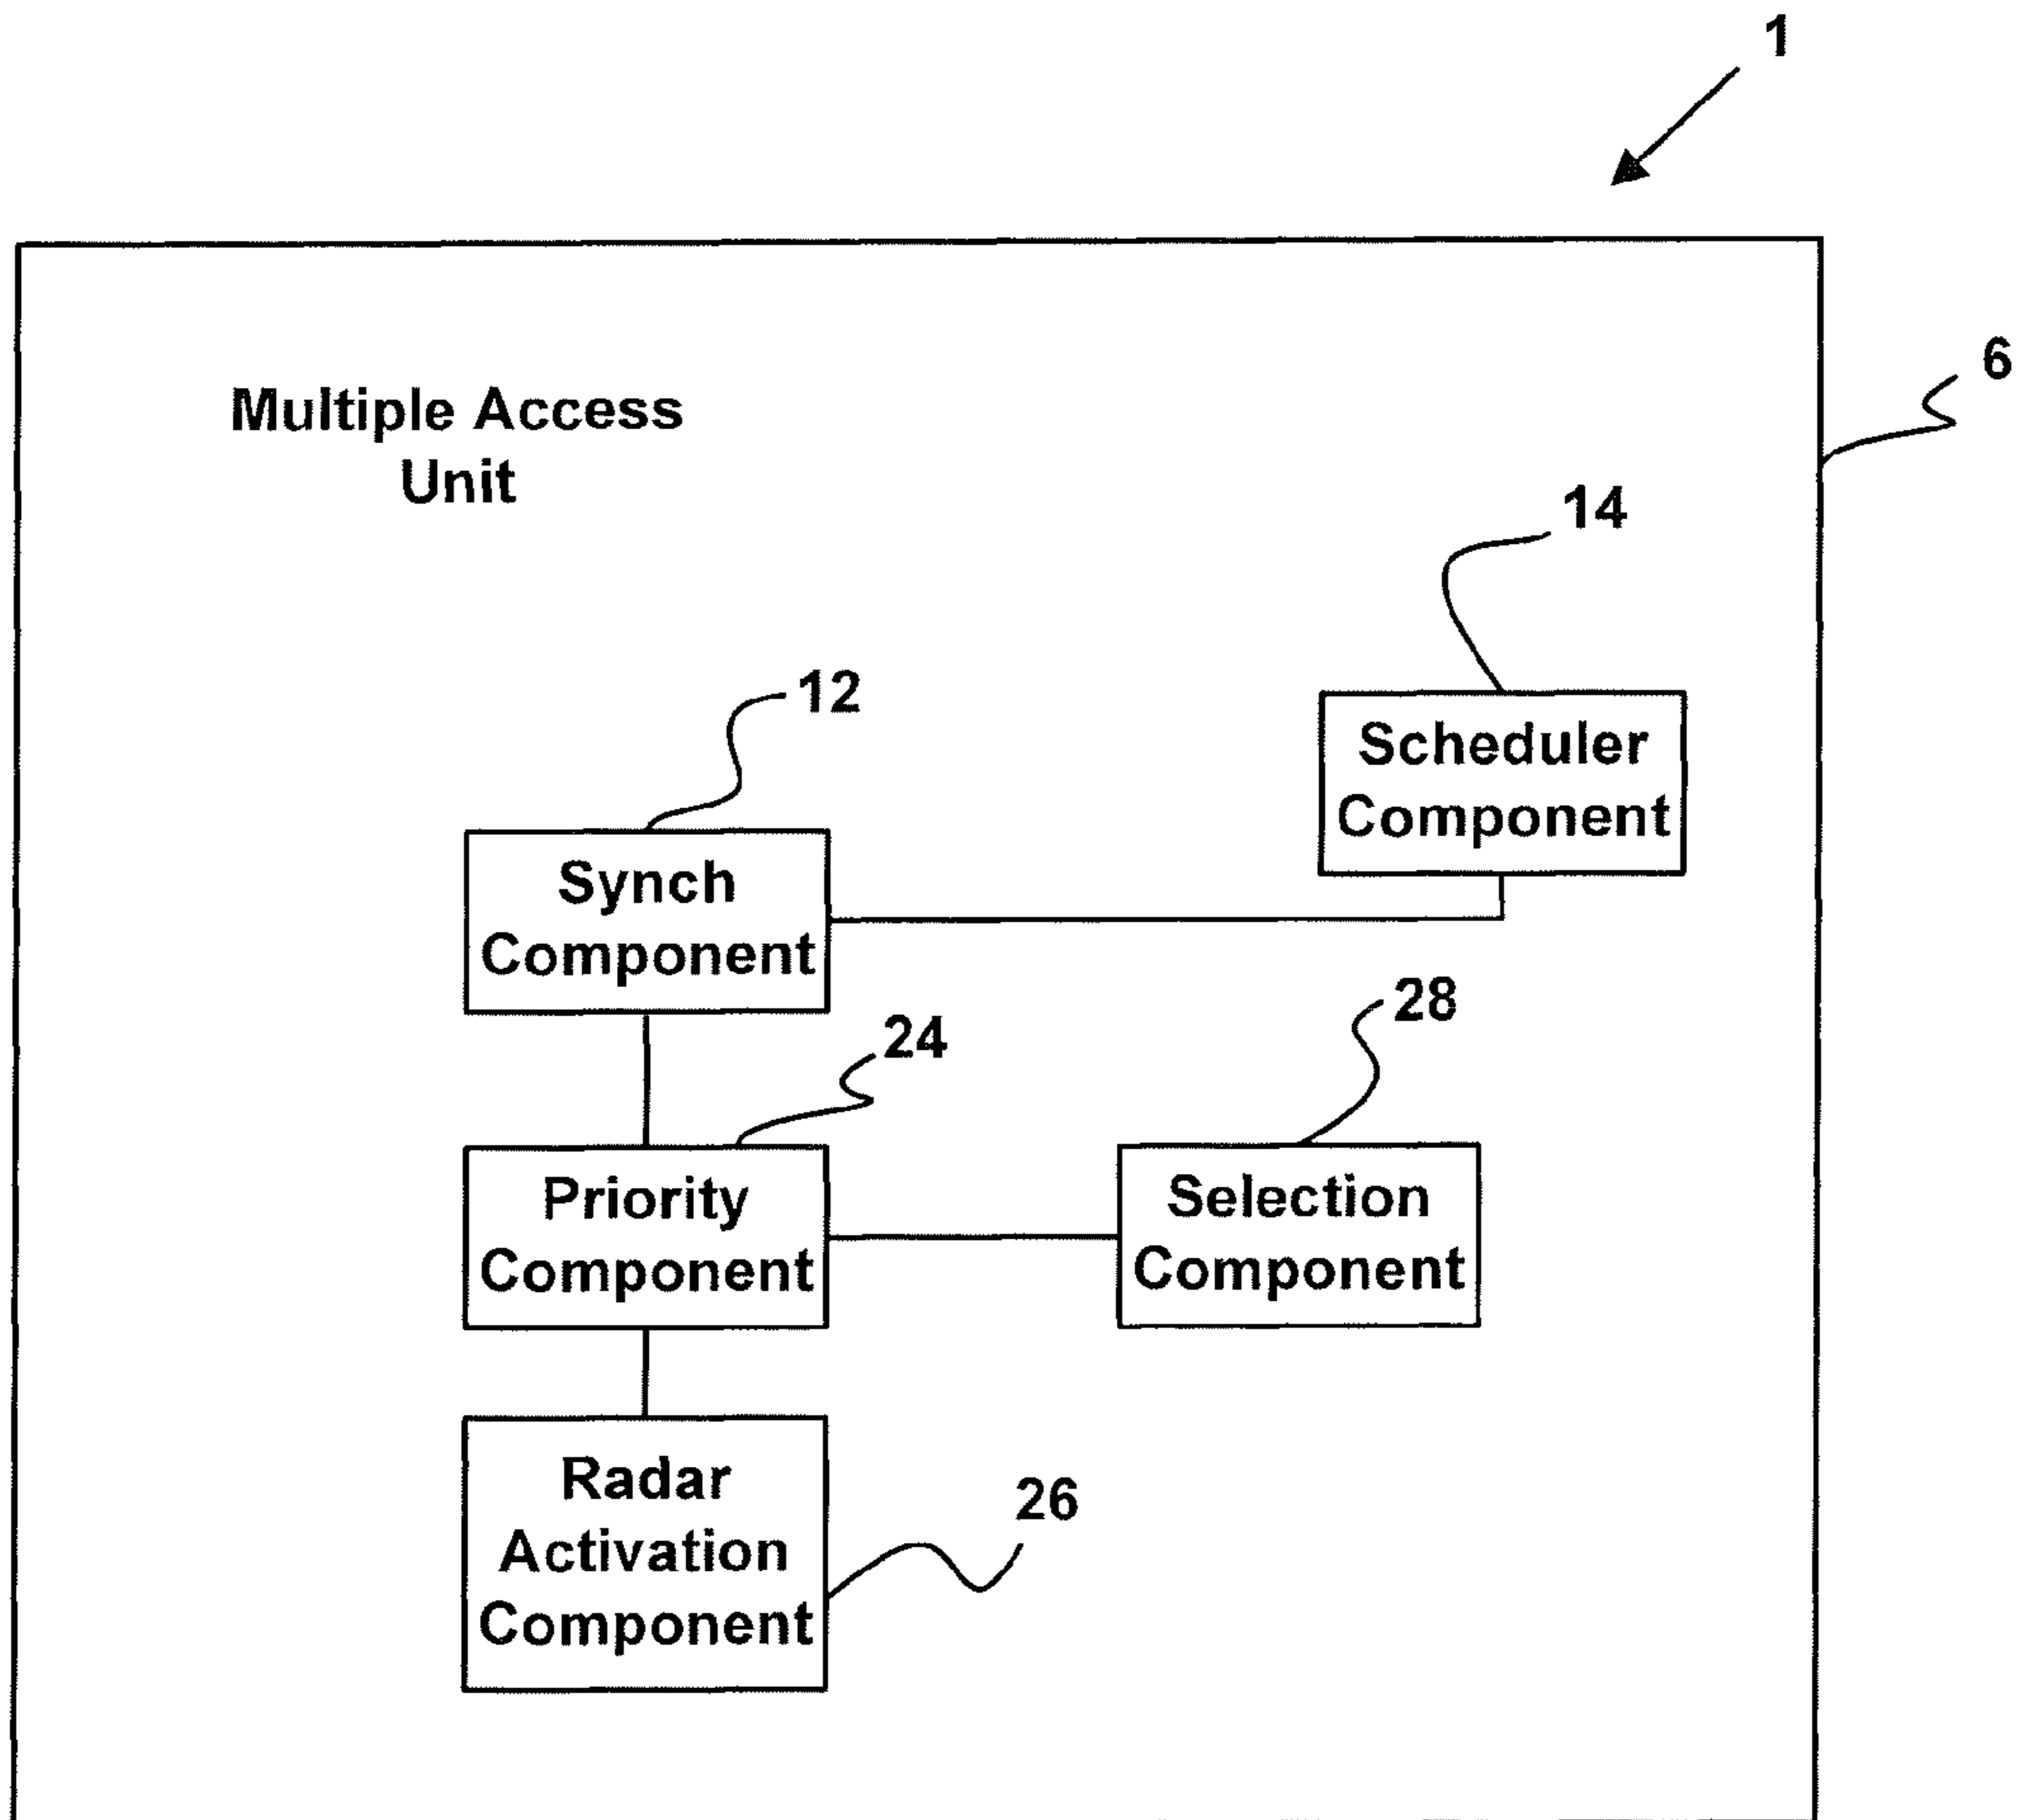 1
6
Multiple Access
Unit
14
Scheduler
Component
12
Synch
Component
28
24
Selection
Component
Priority
Component
26
Radar
Activation
Component